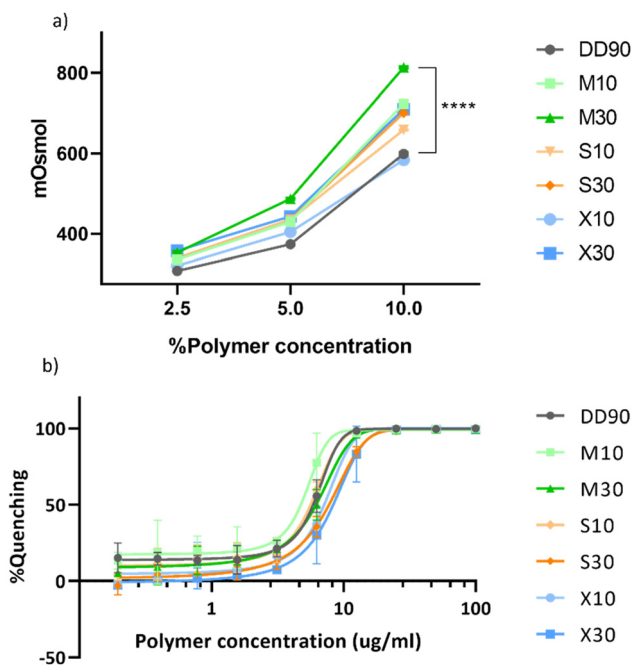 a)
mOsmol
800
600
400
2.5 5.0 10.0
%Polymer concentration
****
DD90
M10
M30
S10
S30
X10
X30
b)
%Quenching
100
50
0
-50
1 10 100
Polymer concentration (ug/ml)
DD90
M10
M30
S10
S30
X10
X30